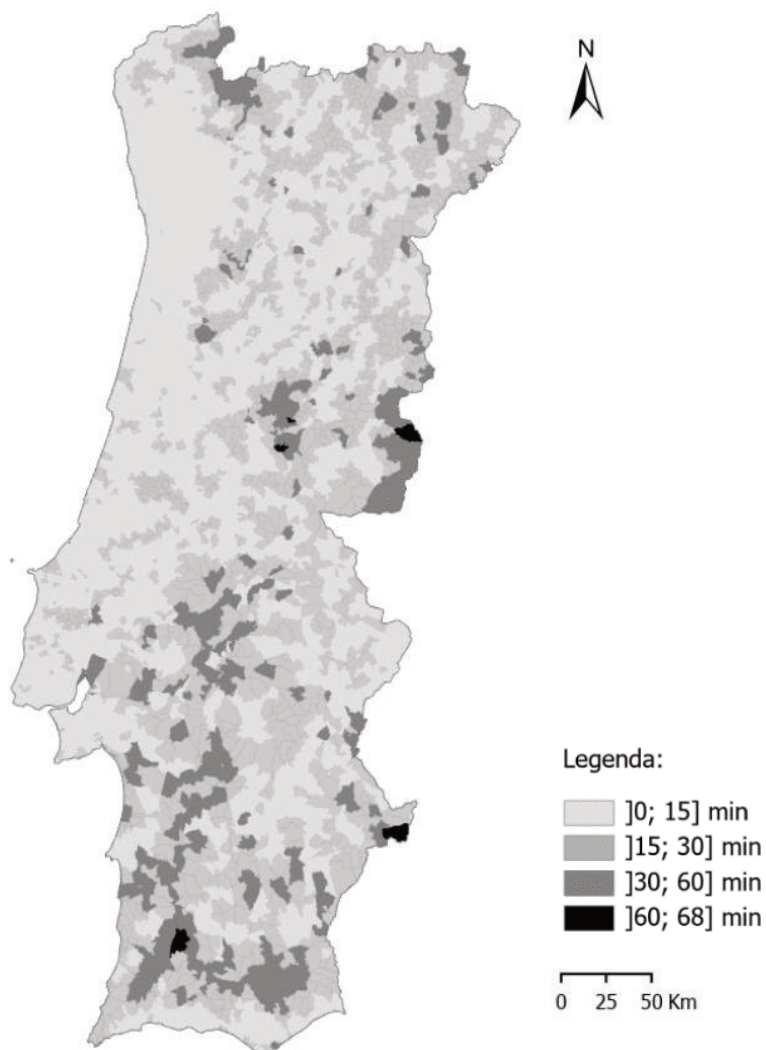 N
Legenda:
]0; 15] min
]15; 30] min
]30; 60] min
]60; 68] min
0 25 50 Km